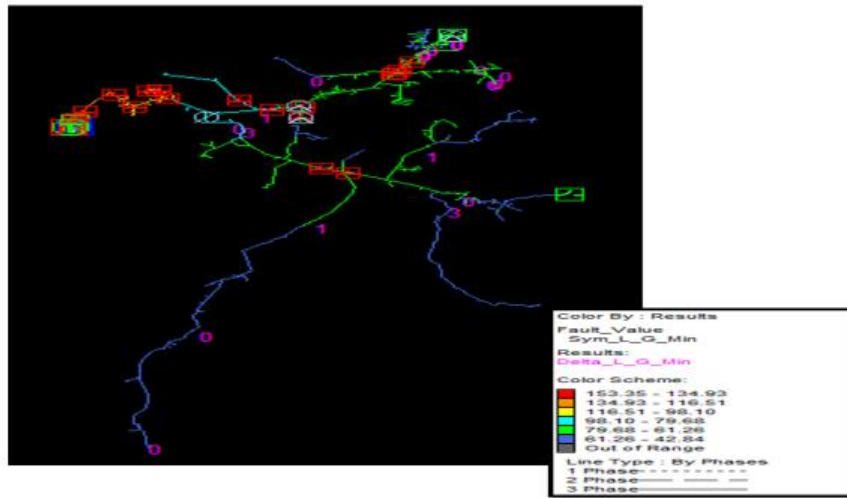 0
0
0
0
0
0
1
0
3
1
0
3
1
0
0
Color By : Results
Fault_Value
Sym_L_G_Min
Results:
Delta_L_G_Min
Color Scheme:
153.35 - 134.93
134.93 - 116.51
116.51 - 98.10
98.10 - 79.68
79.68 - 61.26
61.26 - 42.84
Out of Range
Line Type : By Phases
1 Phase
2 Phase
3 Phase